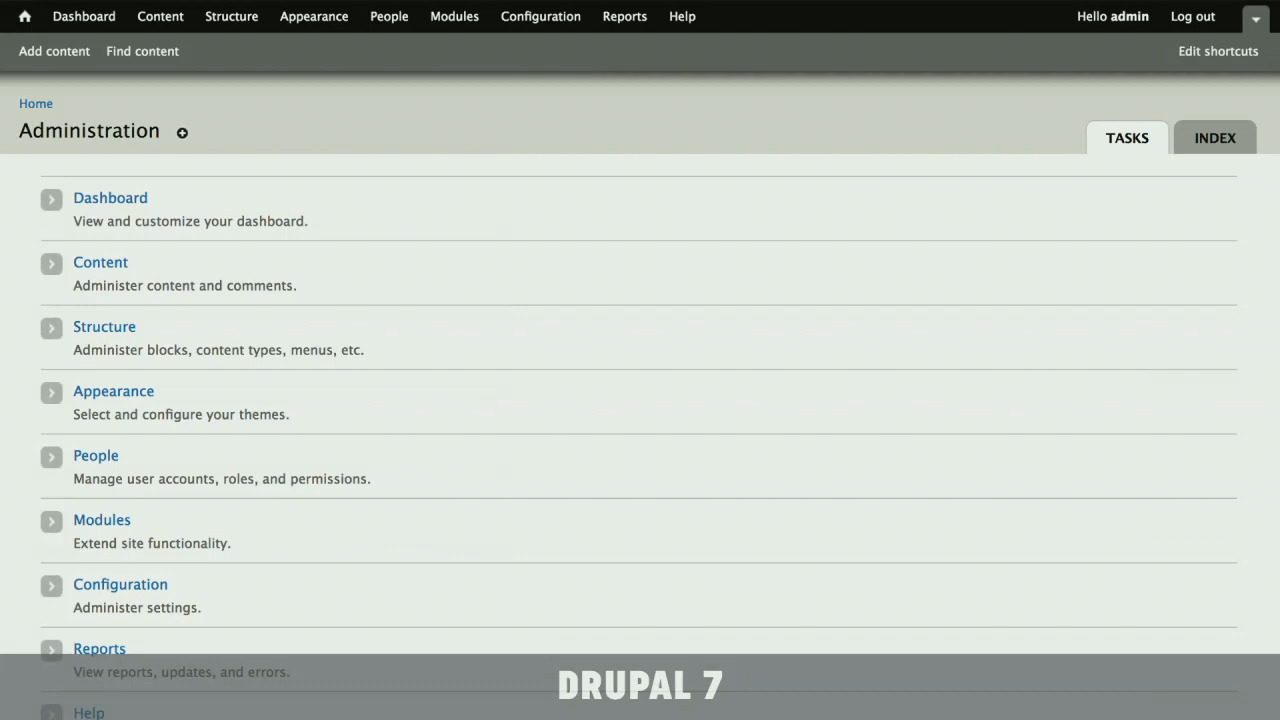 Dashboard Content Structure Appearance People Modules Configuration Reports Help Hello admin Log out
Add content Find content Edit shortcuts
Home
Administration
TASKS INDEX
Dashboard
View and customize your dashboard.
Content
Administer content and comments.
Structure
Administer blocks, content types, menus, etc.
Appearance
Select and configure your themes.
People
Manage user accounts, roles, and permissions.
Modules
Extend site functionality.
Configuration
Administer settings.
Reports
View reports, updates, and errors.
DRUPAL 7
Help